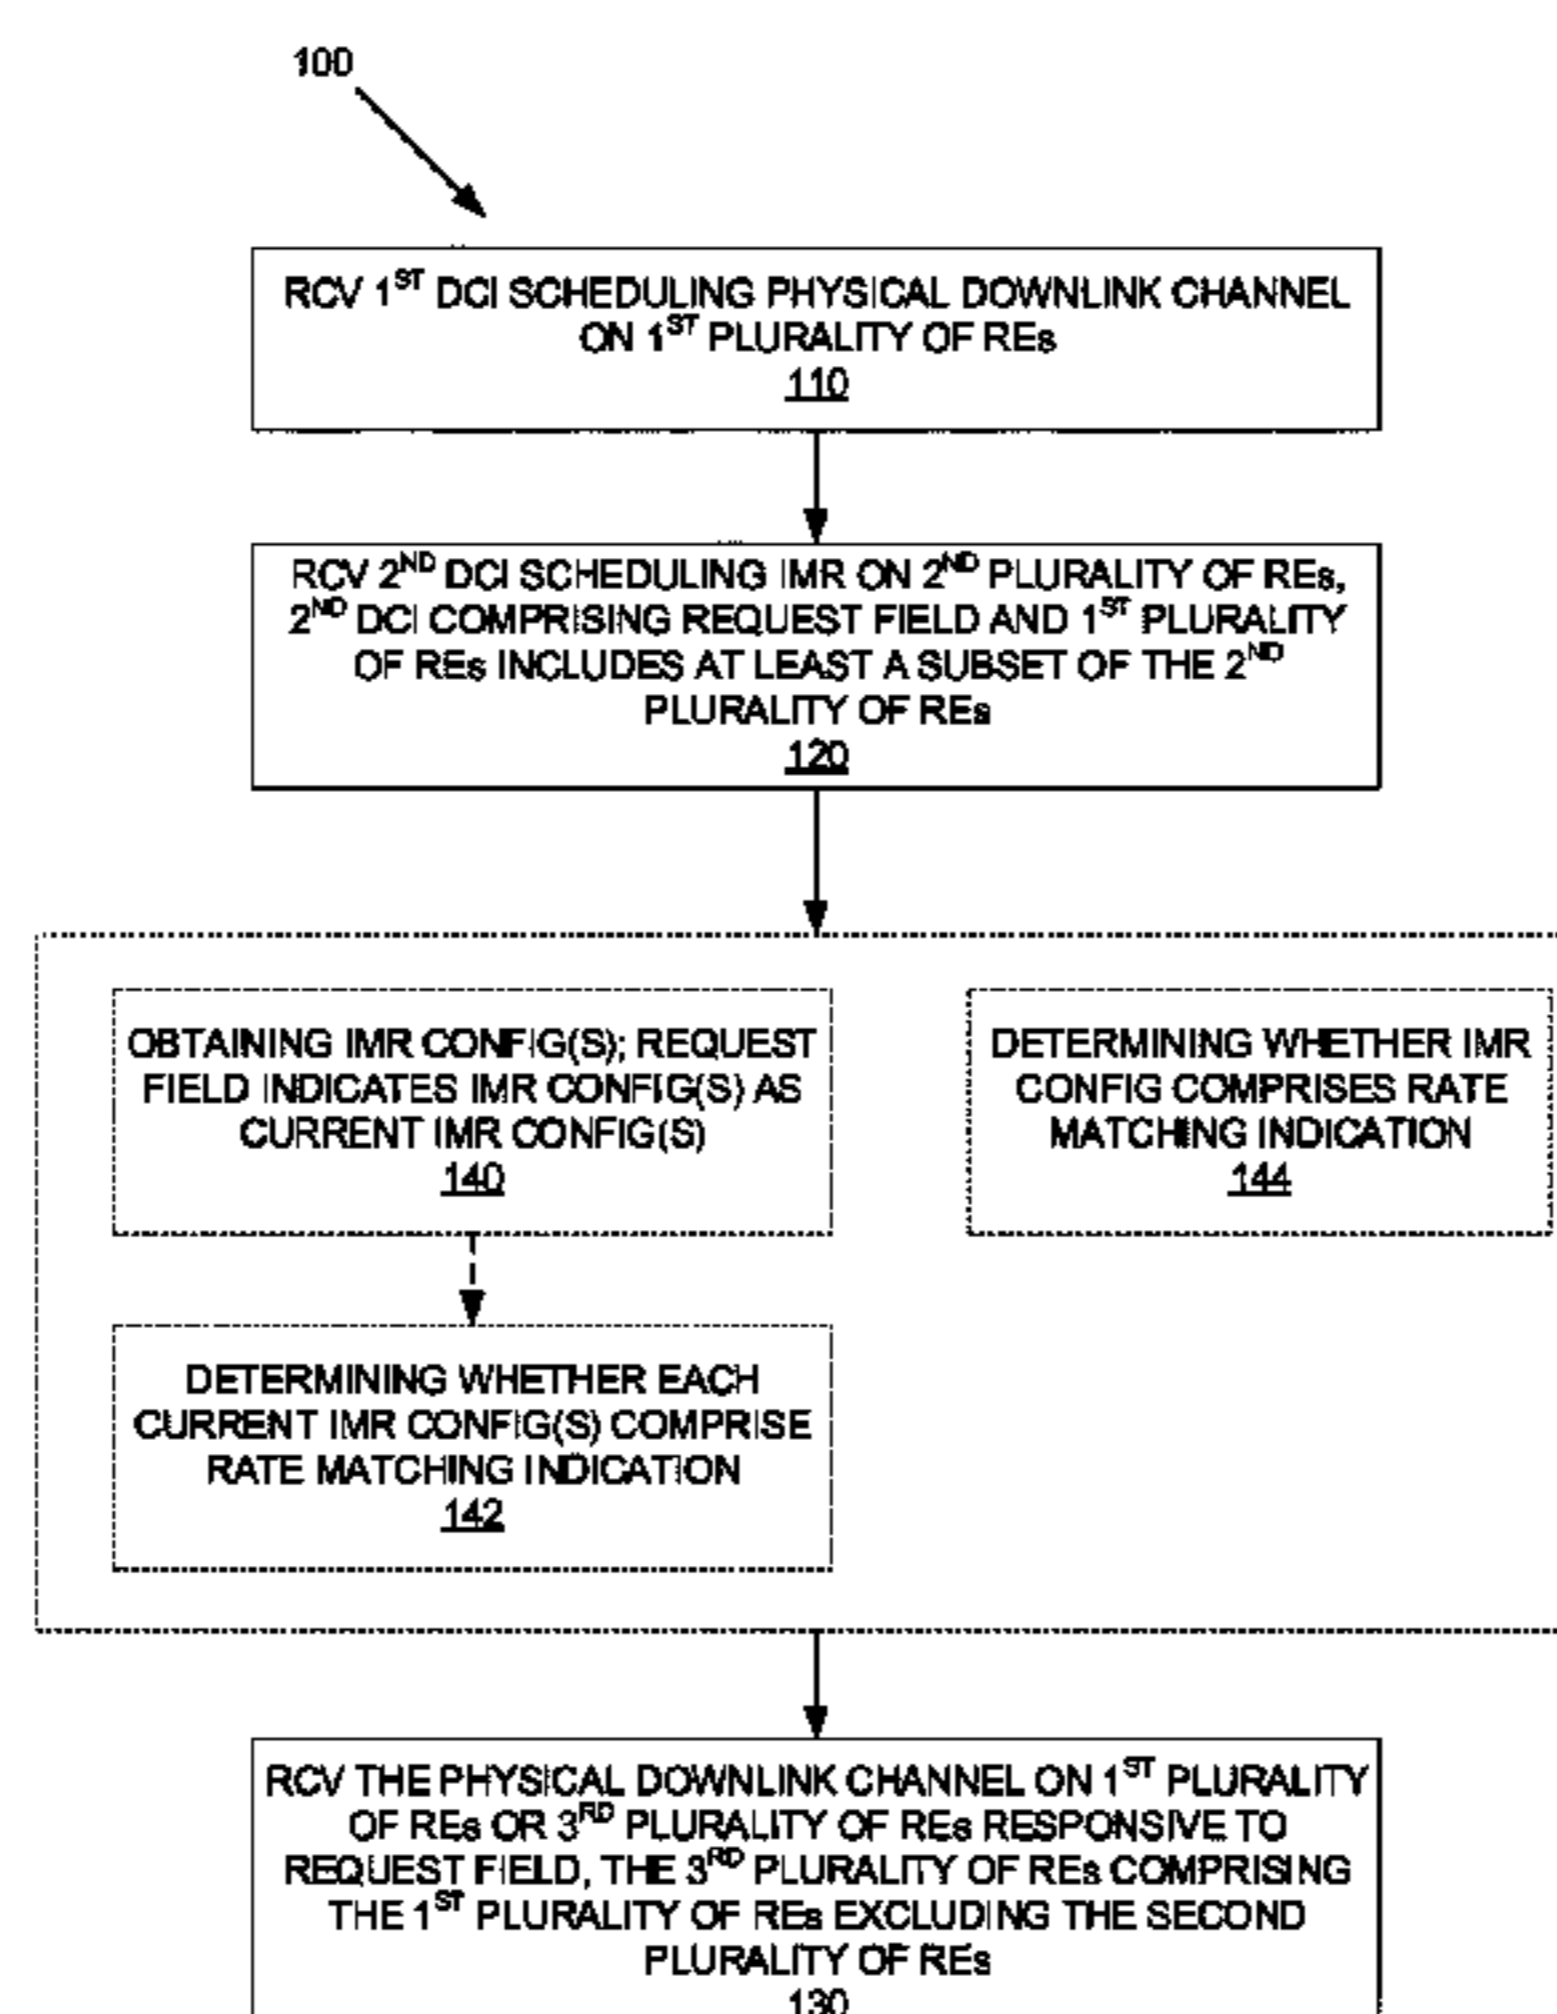 100
RCV 1ST DCI SCHEDULING PHYSICAL DOWNLINK CHANNEL
ON 1ST PLURALITY OF REs
110
RCV 2ND DCI SCHEDULING IMR ON 2ND PLURALITY OF REs,
2ND DCI COMPRISING REQUEST FIELD AND 1ST PLURALITY
OF REs INCLUDES AT LEAST A SUBSET OF THE 2ND
PLURALITY OF REs
120
OBTAINING IMR CONFIG(S); REQUEST
FIELD INDICATES IMR CONFIG(S) AS
CURRENT IMR CONFIG(S)
140
DETERMINING WHETHER IMR
CONFIG COMPRISES RATE
MATCHING INDICATION
144
DETERMINING WHETHER EACH
CURRENT IMR CONFIG(S) COMPRISE
RATE MATCHING INDICATION
142
RCV THE PHYSICAL DOWNLINK CHANNEL ON 1ST PLURALITY
OF REs OR 3RD PLURALITY OF REs RESPONSIVE TO
REQUEST FIELD, THE 3RD PLURALITY OF REs COMPRISING
THE 1ST PLURALITY OF REs EXCLUDING THE SECOND
PLURALITY OF REs
130